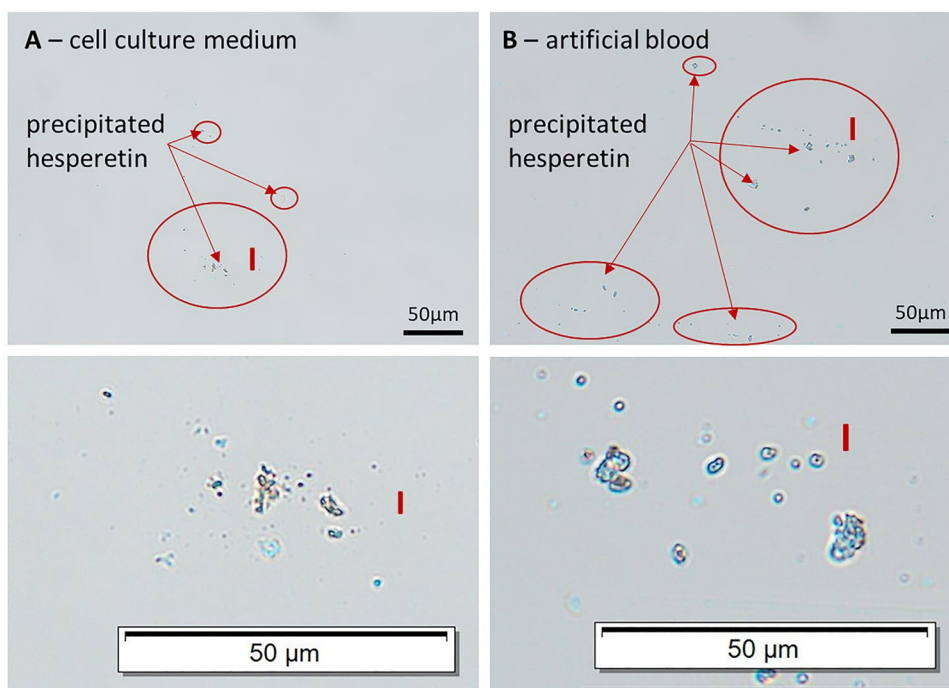 A – cell culture medium
precipitated
hesperetin
I
50µm
B – artificial blood
precipitated
hesperetin
I
50µm
I
50 µm
I
50 µm